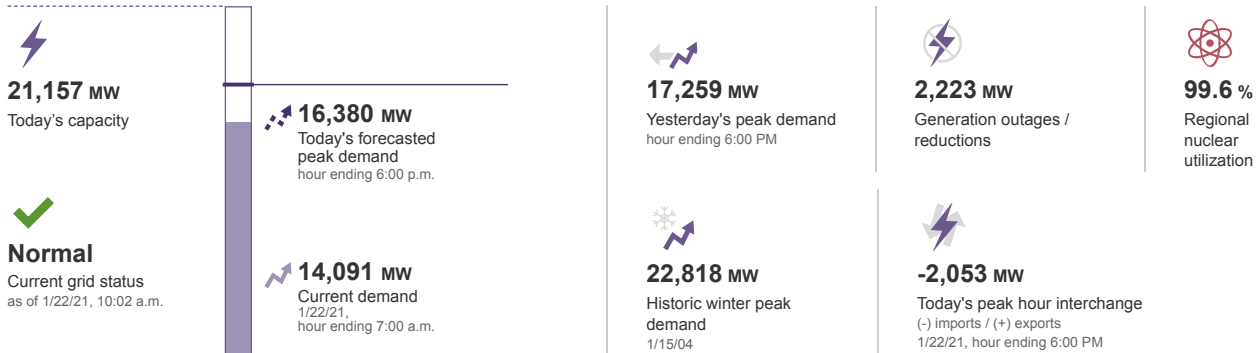 21,157 MW
Today's capacity
Normal
Current grid status
as of 1/22/21, 10:02 a.m.
16,380 MW
Today's forecasted
peak demand
hour ending 6:00 p.m.
14,091 MW
Current demand
1/22/21,
hour ending 7:00 a.m.
17,259 MW
Yesterday's peak demand
hour ending 6:00 PM
2,223 MW
Generation outages /
reductions
99.6 %
Regional
nuclear
utilization
22,818 MW
Historic winter peak
demand
1/15/04
-2,053 MW
Today's peak hour interchange
(-) imports / (+) exports
1/22/21, hour ending 6:00 PM